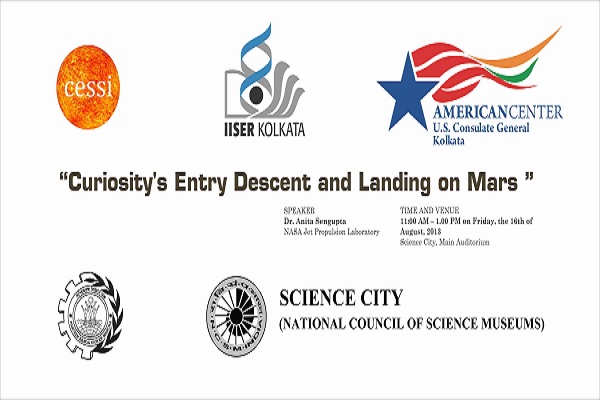 cessi
IISER KOLKATA
AMERICANCENTER
U.S. Consulate General
Kolkata
“Curiosity's Entry Descent and Landing on Mars ”
SPEAKER
Dr. Anita Sengupta
NASA Jet Propulsion Laboratory
TIME AND VENUE
11:00 AM – 1.00 PM on Friday, the 16th of
August, 2013
Science City, Main Auditorium
SCIENCE CITY
(NATIONAL COUNCIL OF SCIENCE MUSEUMS)